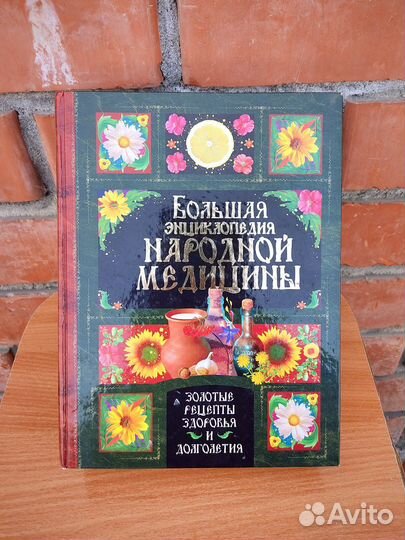 БОЛЬШАЯ
ЭНЦИКЛОПЕДИЯ
НАРОДНОЙ
МЕДИЦИНЫ
ЗОЛОТЫЕ
РЕЦЕПТЫ
ЗДОРОВЬЯ
И
ДОЛГОЛЕТИЯ
Avito